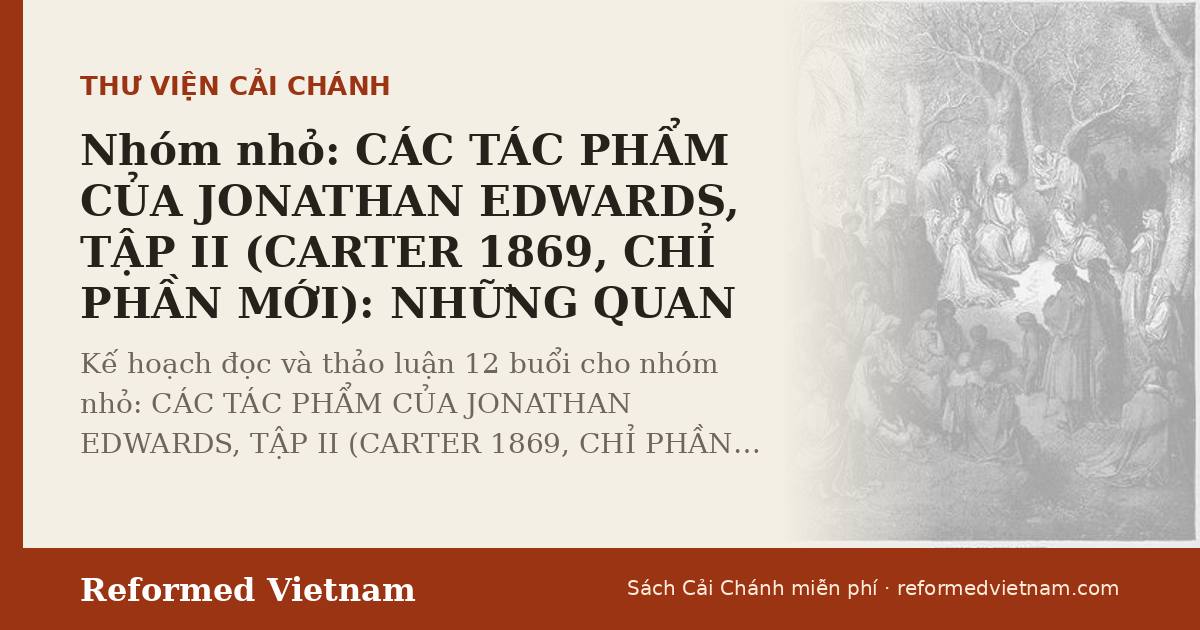 THƯ VIỆN CẢI CHÁNH
Nhóm nhỏ: CÁC TÁC PHẨM
CỦA JONATHAN EDWARDS,
TẬP II (CARTER 1869, CHỈ
PHẦN MỚI): NHỮNG QUAN
Kế hoạch đọc và thảo luận 12 buổi cho nhóm
nhỏ: CÁC TÁC PHẨM CỦA JONATHAN
EDWARDS, TẬP II (CARTER 1869, CHỈ PHẦN…
Reformed Vietnam
Sách Cải Chánh miễn phí · reformedvietnam.com